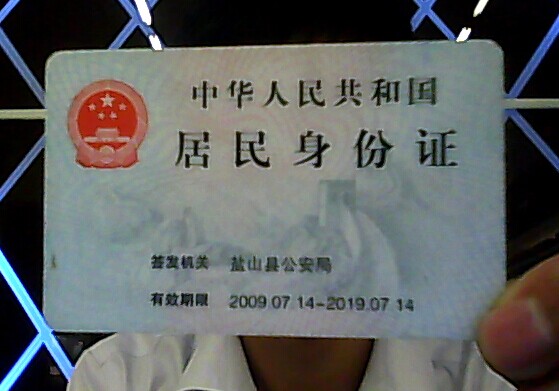 中华人民共和国
居民身份证
签发机关 盐山县公安局
有效期限 2009.07.14-2019.07.14